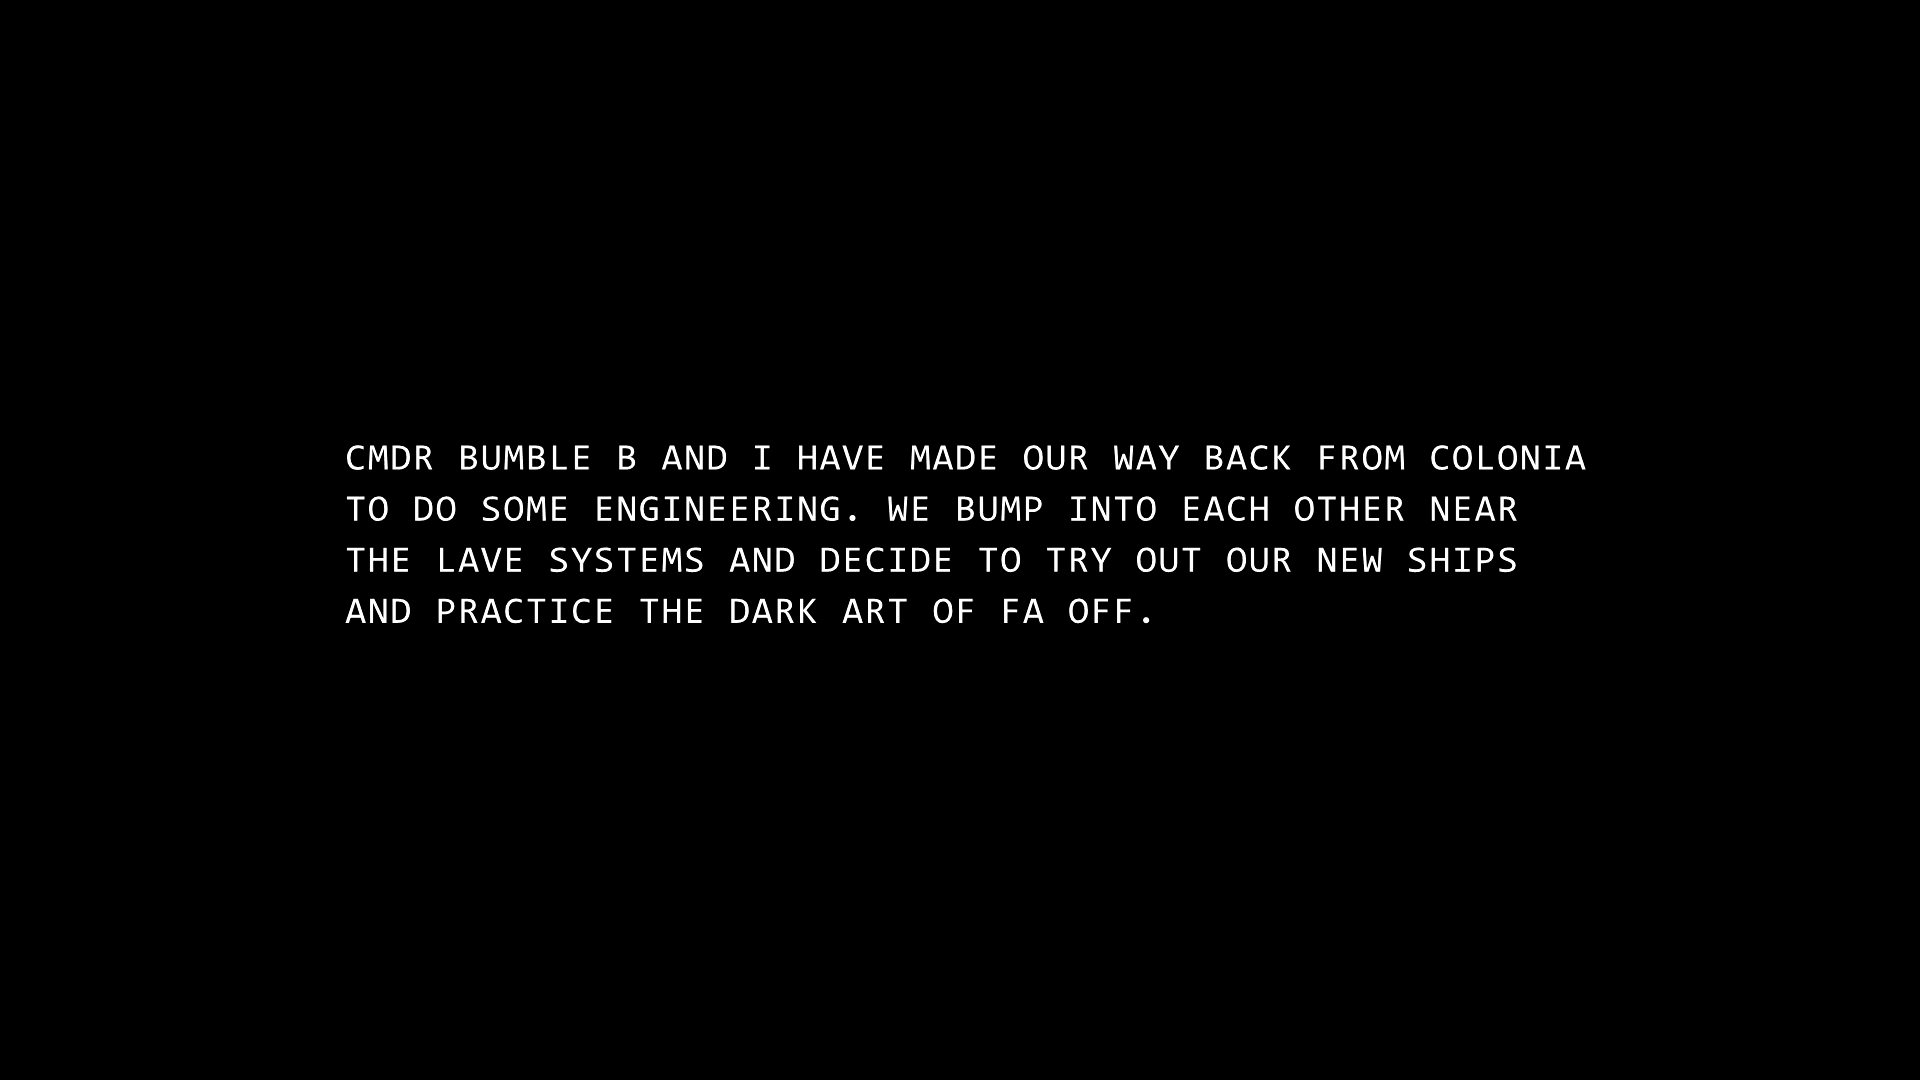 CMDR BUMBLE B AND I HAVE MADE OUR WAY BACK FROM COLONIA
TO DO SOME ENGINEERING. WE BUMP INTO EACH OTHER NEAR
THE LAVE SYSTEMS AND DECIDE TO TRY OUT OUR NEW SHIPS
AND PRACTICE THE DARK ART OF FA OFF.